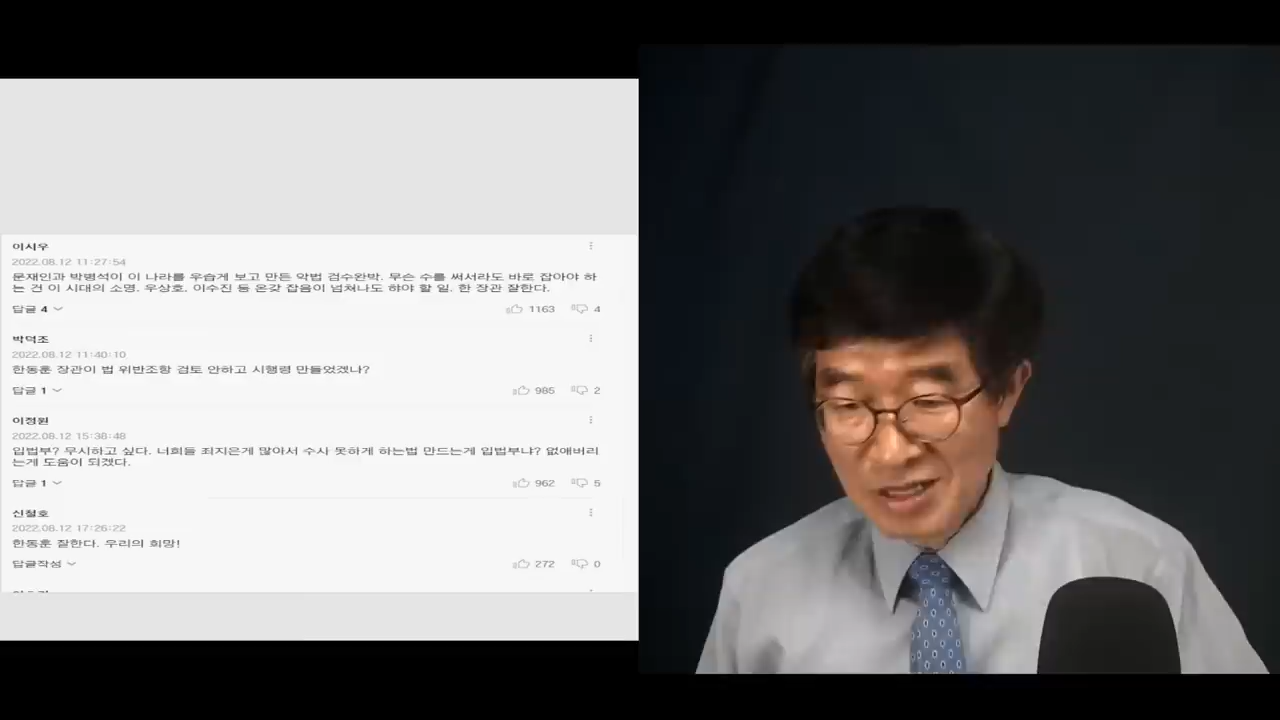 이시우
2022.08.12 11:27:54
문재인과 박병석이 이 나라를 우습게 보고 만든 악법 검수완박. 무슨 수를 써서라도 바로 잡아야 하
는 건 이 시대의 소명. 우상호, 이수진 등 온갖 잡음이 넘쳐나도 햐야 할 일. 한 장관 잘한다.
답글 4
1163
4
박덕조
2022.08.12 11:40:10
한동훈 장관이 법 위반조항 검토 안하고 시행령 만들었겠나?
답글 1
985
2
이정원
2022.08.12 15:38:48
입법부? 무시하고 싶다. 너희들 죄지은게 많아서 수사 못하게 하는법 만드는게 입법부냐? 없애버리
는게 도움이 되겠다.
답글 1
962
5
신철호
2022.08.12 17:26:22
한동훈 잘한다. 우리의 희망!
답글작성
272
0